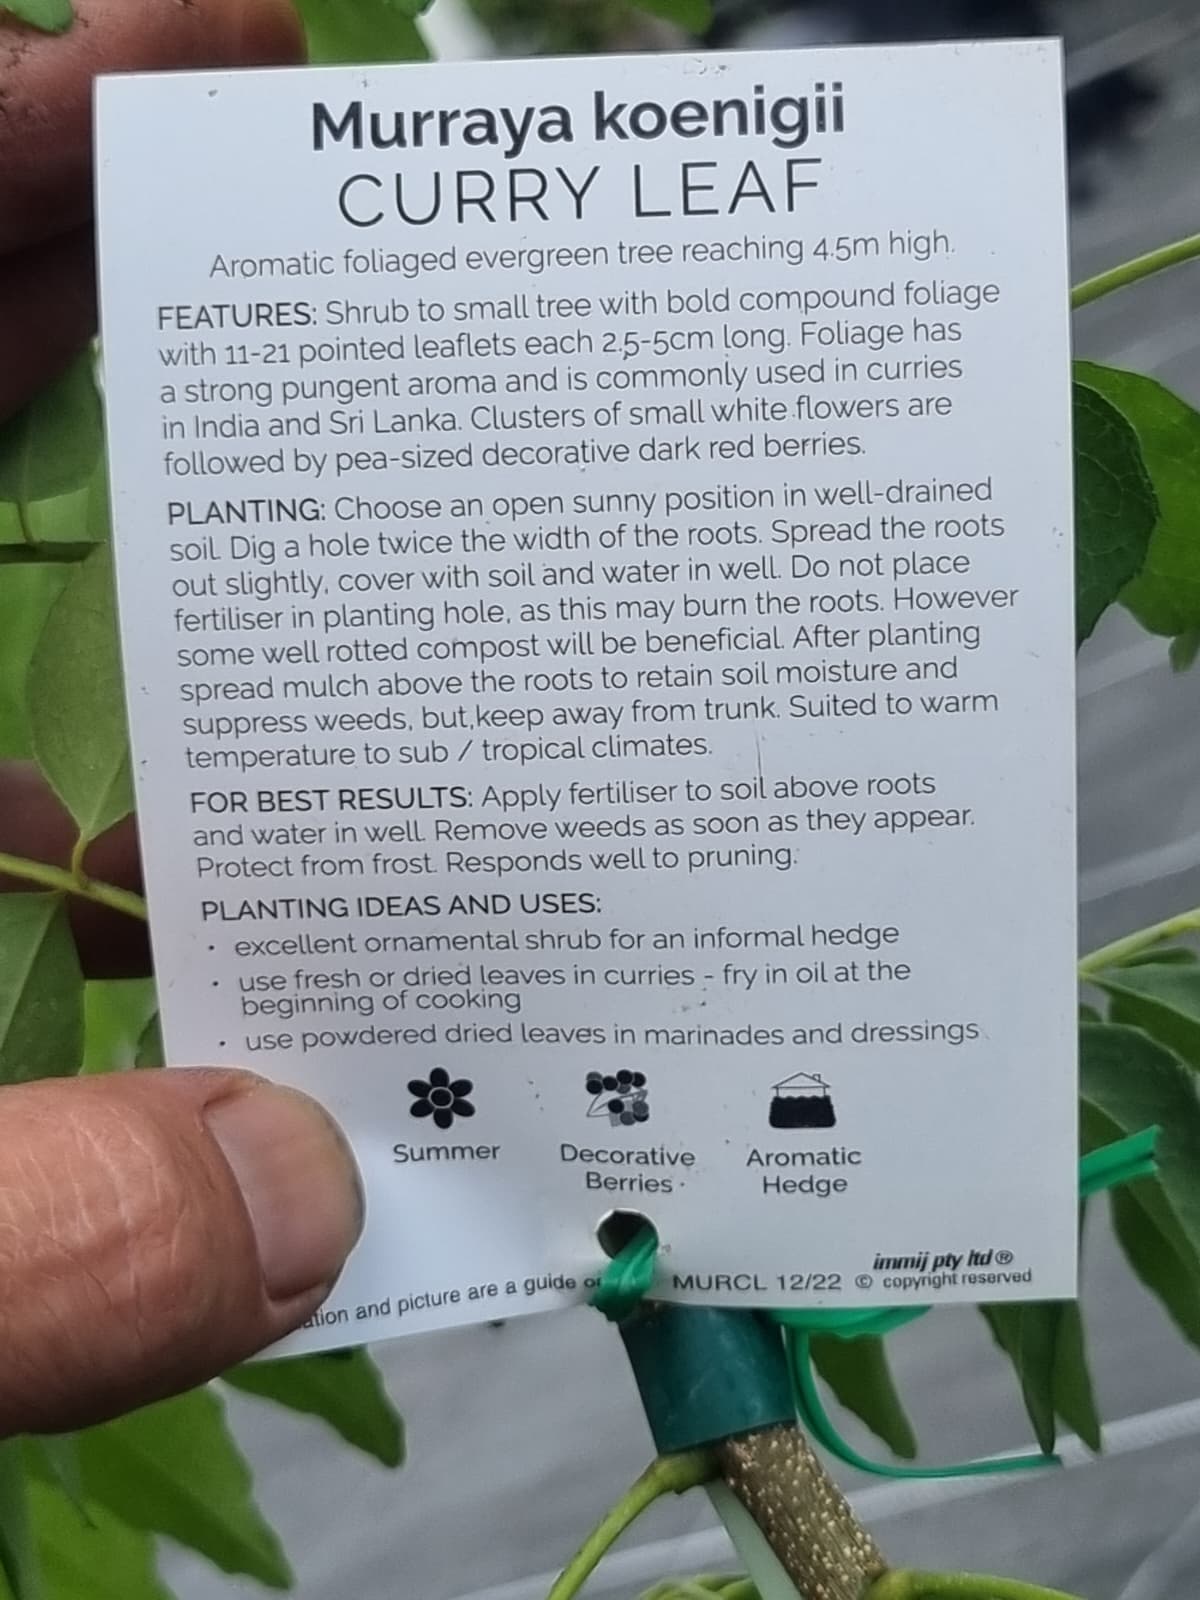 Murraya koenigii
CURRY LEAF
Aromatic foliaged evergreen tree reaching 4.5m high.
FEATURES: Shrub to small tree with bold compound foliage
with 11-21 pointed leaflets each 2.5-5cm long. Foliage has
a strong pungent aroma and is commonly used in curries
in India and Sri Lanka. Clusters of small white flowers are
followed by pea-sized decorative dark red berries.
PLANTING: Choose an open sunny position in well-drained
soil. Dig a hole twice the width of the roots. Spread the roots
out slightly, cover with soil and water in well. Do not place
fertiliser in planting hole, as this may burn the roots. However
some well rotted compost will be beneficial. After planting
spread mulch above the roots to retain soil moisture and
suppress weeds, but keep away from trunk. Suited to warm
temperature to sub / tropical climates.
FOR BEST RESULTS: Apply fertiliser to soil above roots
and water in well. Remove weeds as soon as they appear.
Protect from frost. Responds well to pruning.
PLANTING IDEAS AND USES:
• excellent ornamental shrub for an informal hedge
• use fresh or dried leaves in curries - fry in oil at the
beginning of cooking
• use powdered dried leaves in marinades and dressings
Summer
Decorative
Berries
Aromatic
Hedge
immij pty ltd ®
and picture are a guide MURCL 12/22 © copyright reserved